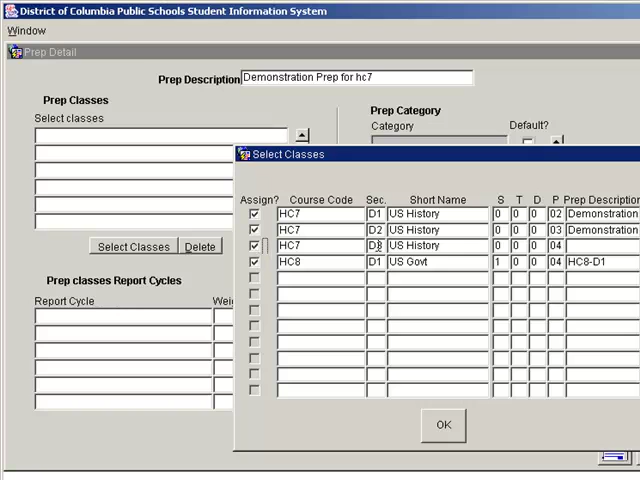 District of Columbia Public Schools Student Information System
Window
Prep Detail
Prep Description Demonstration Prep for hc7
Prep Classes
Select classes
Prep Category
Category Default?
Select Classes
Assign? Course Code Sec. Short Name S T D P Prep Description
HC7 D1 US History 0 0 0 02 Demonstration
HC7 D2 US History 0 0 0 03 Demonstration
HC7 US History 0 0 0 04
HC8 D1 US Govt 1 0 0 04 HC8-D1
Select Classes Delete
Prep classes Report Cycles
Report Cycle
OK